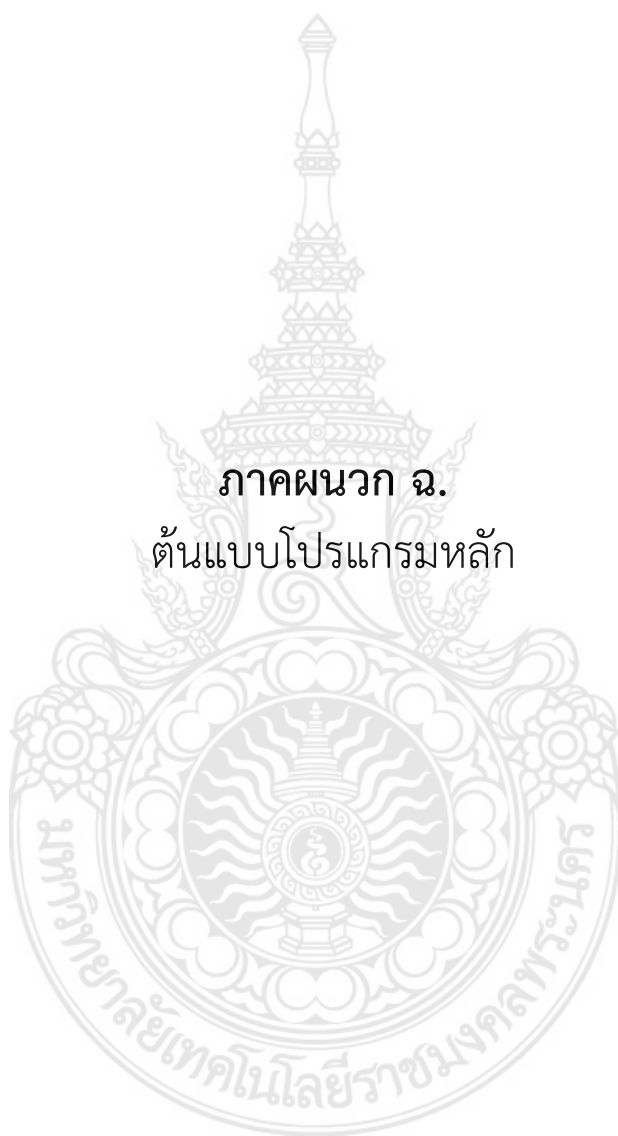 ภาคผนวก ฉ.
ต้นแบบโปรแกรมหลัก
มหาวิทยาลัยเทคโนโลยีราชมงคลพระนคร